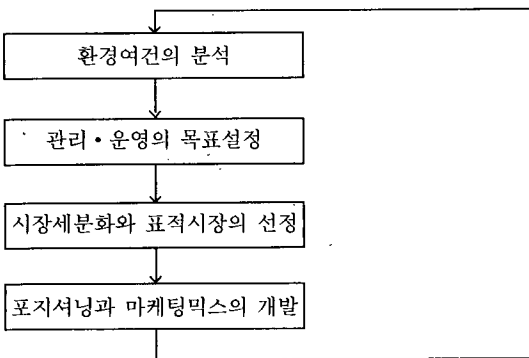 환경여건의 분석
관리・운영의 목표설정
시장세분화와 표적시장의 선정
포지셔닝과 마케팅믹스의 개발